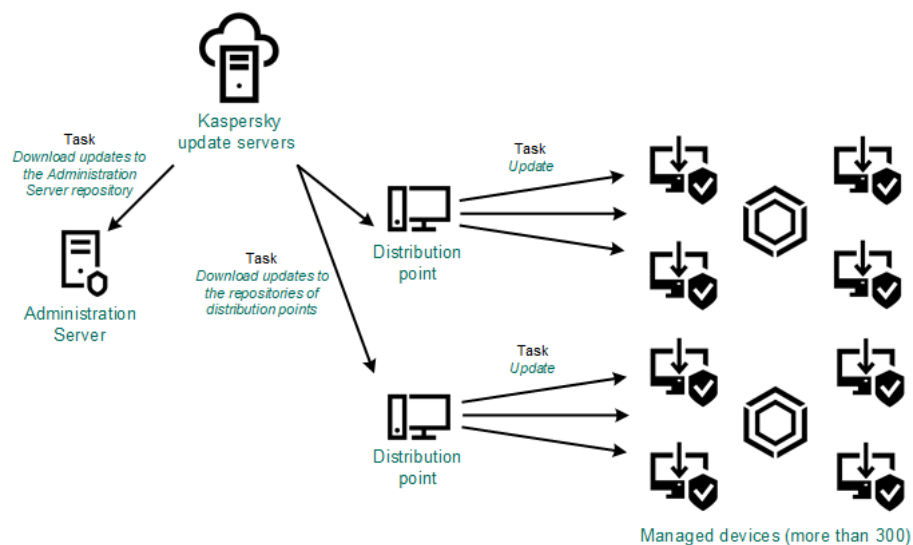 Kaspersky
update servers
Task
Download updates to
the Administration
Server repository
Administration
Server
Task
Download updates to
the repositories of
distribution points
Distribution
point
Task
Update
Distribution
point
Task
Update
Managed devices (more than 300)